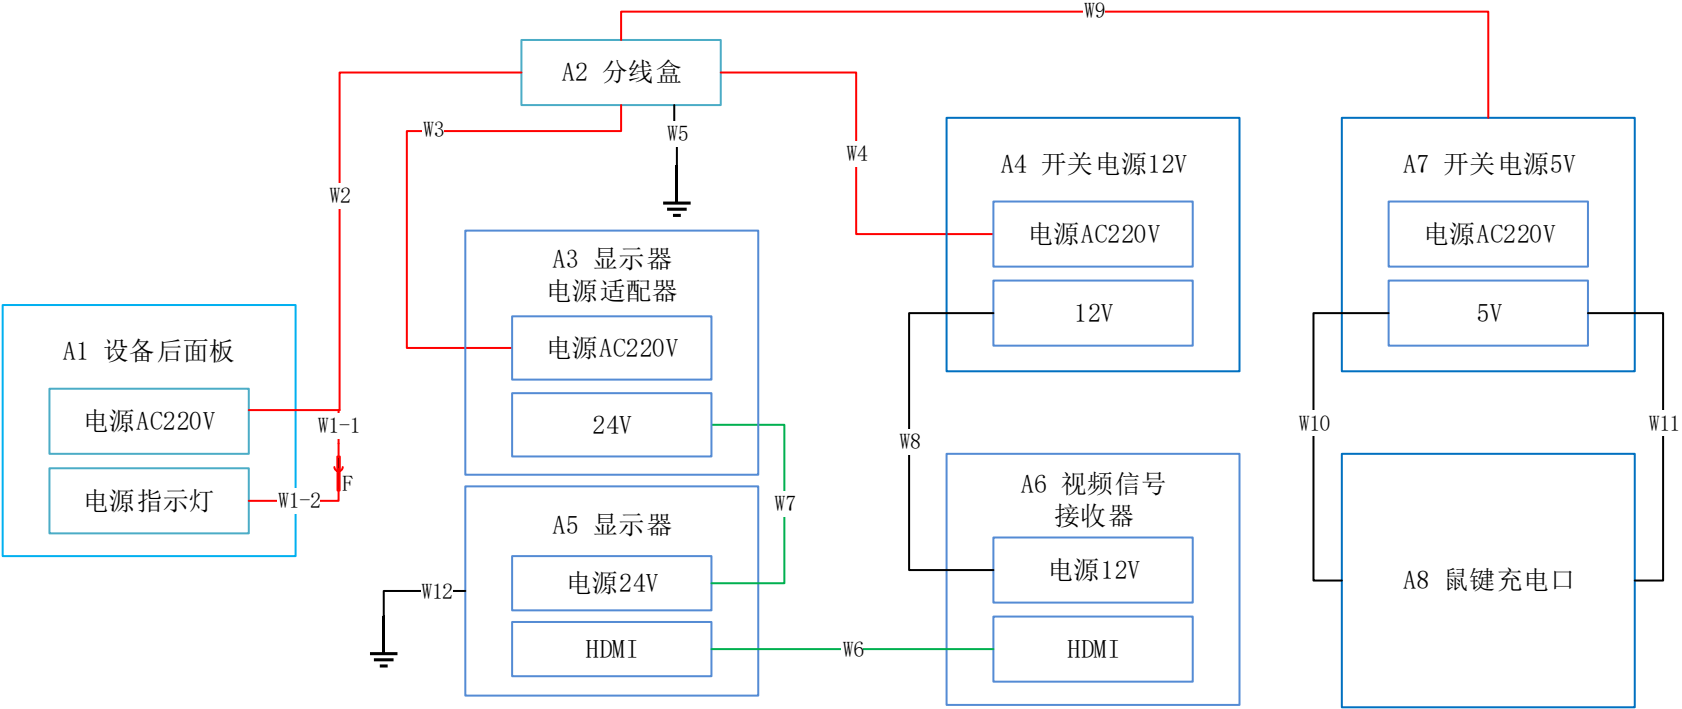 W9
A2 分线盒
W3
W5
W4
W2
A4 开关电源12V
电源AC220V
12V
A7 开关电源5V
电源AC220V
5V
A3 显示器
电源适配器
电源AC220V
24V
A1 设备后面板
电源AC220V
电源指示灯
W1-1
F
W1-2
W7
W8
W10
W11
A5 显示器
电源24V
HDMI
W12
W6
A6 视频信号
接收器
电源12V
HDMI
A8 鼠键充电口